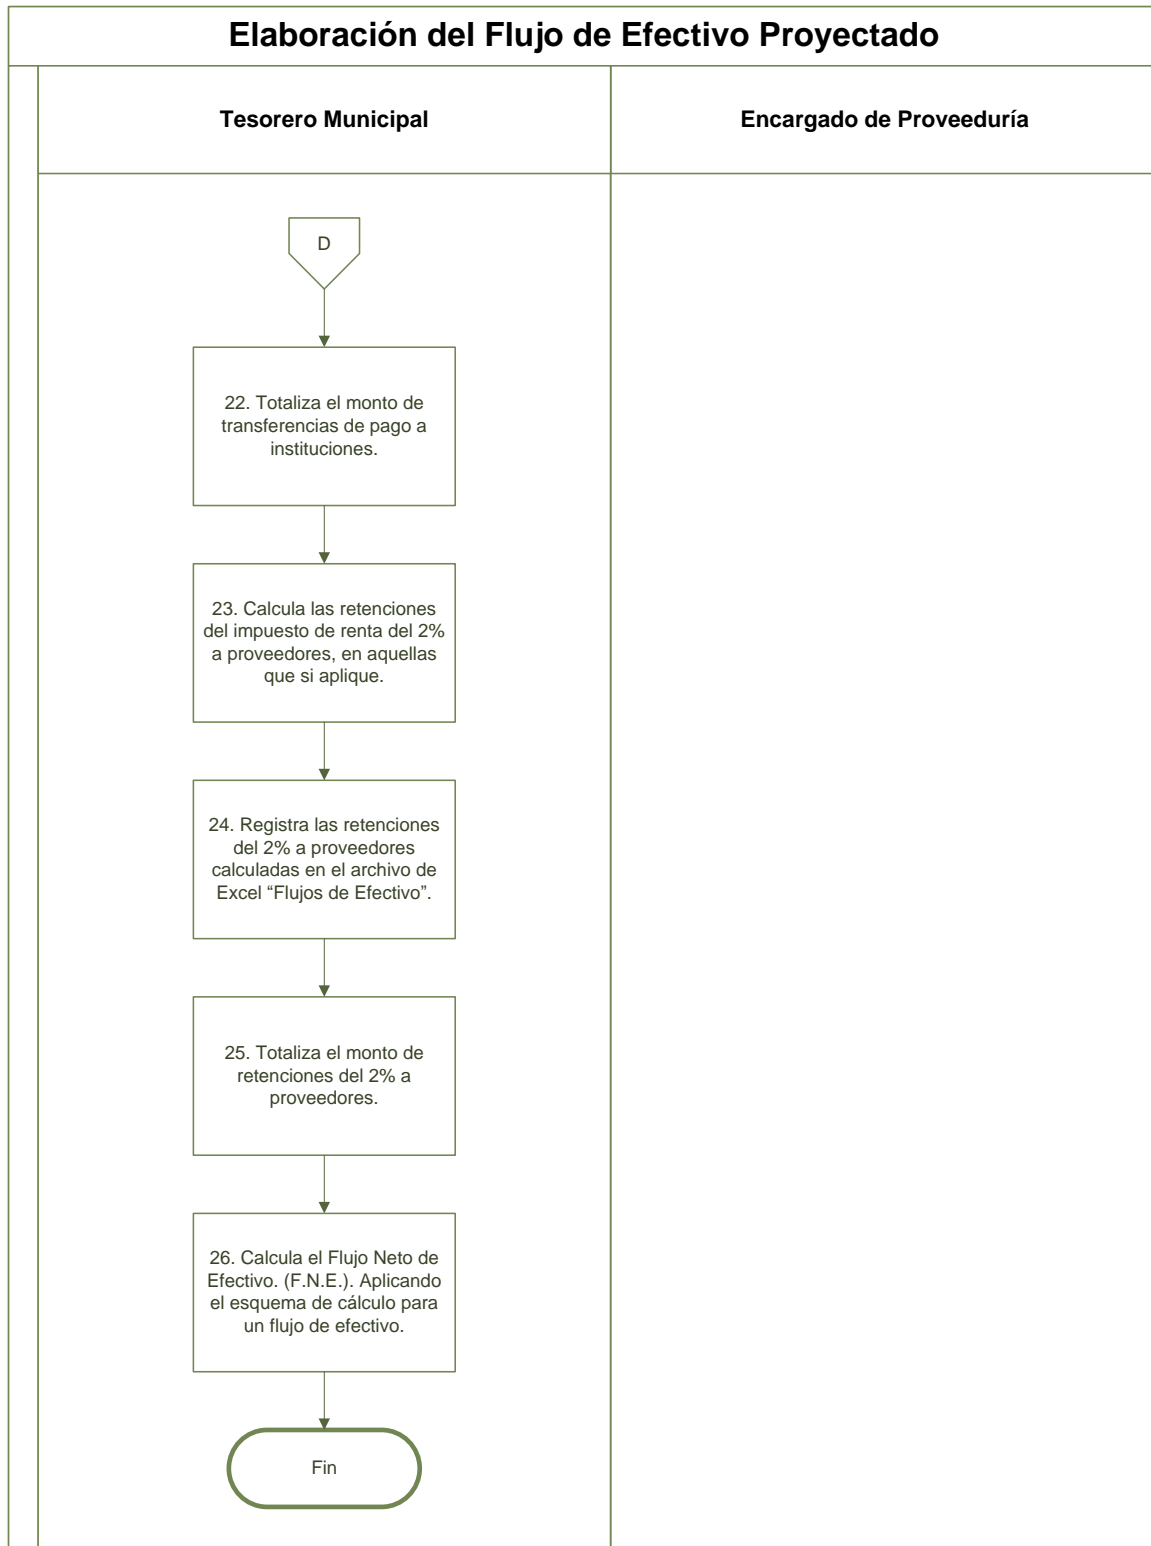 Elaboración del Flujo de Efectivo Proyectado
Tesorero Municipal
Encargado de Proveeduría
D
22. Totaliza el monto de
transferencias de pago a
instituciones.
23. Calcula las retenciones
del impuesto de renta del 2%
a proveedores, en aquellas
que si aplique.
24. Registra las retenciones
del 2% a proveedores
calculadas en el archivo de
Excel “Flujos de Efectivo”.
25. Totaliza el monto de
retenciones del 2% a
proveedores.
26. Calcula el Flujo Neto de
Efectivo. (F.N.E.). Aplicando
el esquema de cálculo para
un flujo de efectivo.
Fin